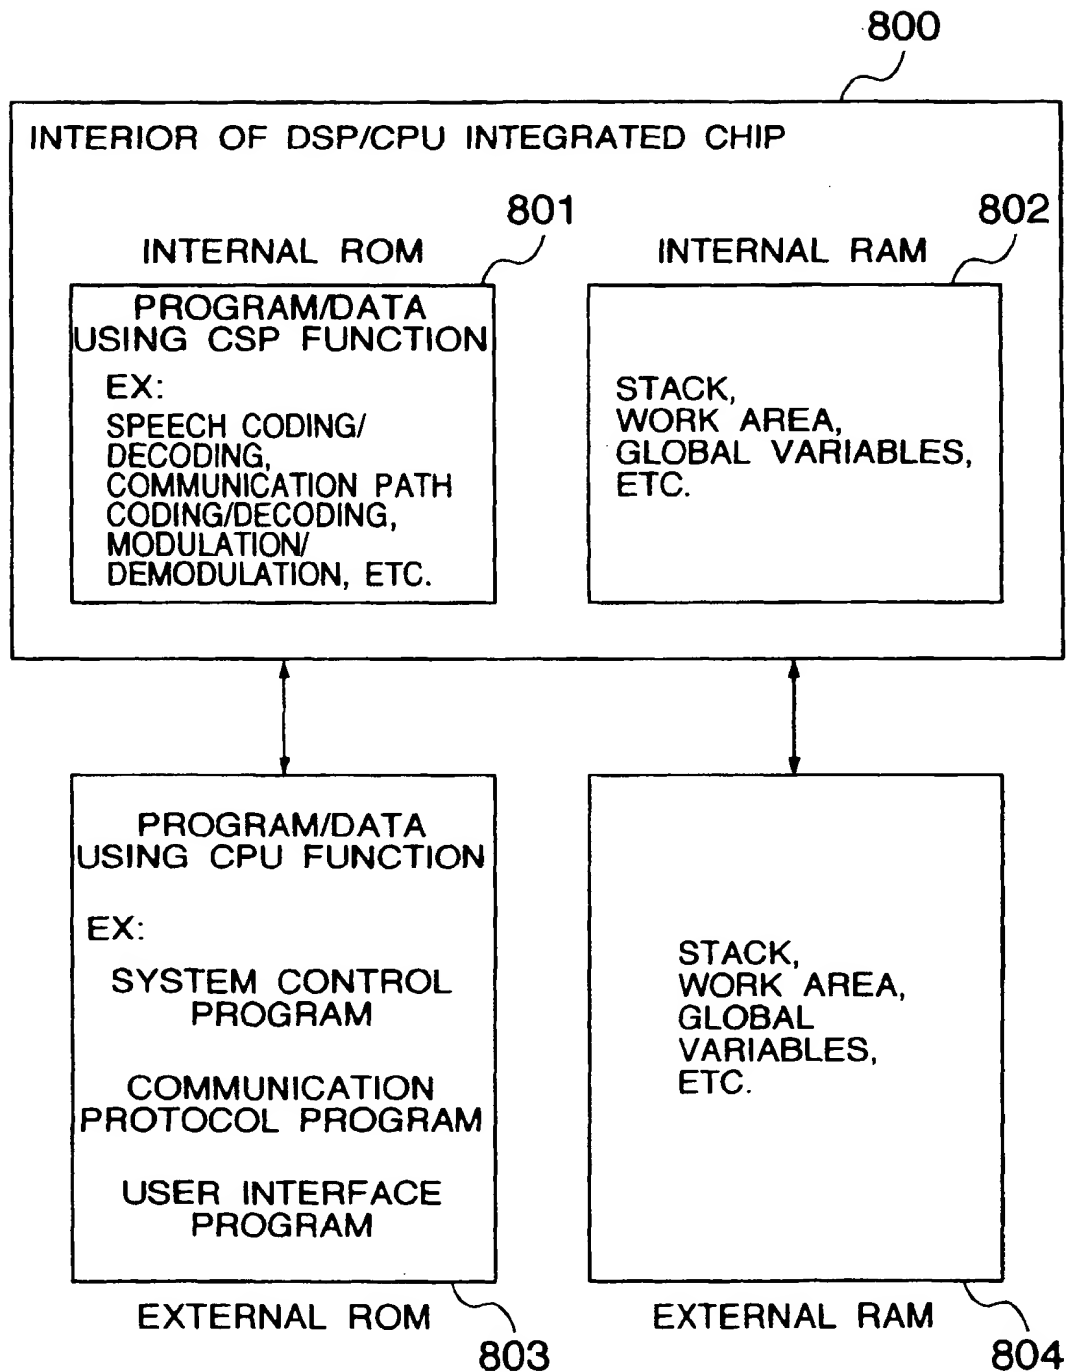 800
INTERIOR OF DSP/CPU INTEGRATED CHIP
801
802
INTERNAL ROM
INTERNAL RAM
PROGRAM/DATA
USING CSP FUNCTION
EX:
SPEECH CODING/
DECODING,
COMMUNICATION PATH
CODING/DECODING,
MODULATION/
DEMODULATION, ETC.
STACK,
WORK AREA,
GLOBAL VARIABLES,
ETC.
PROGRAM/DATA
USING CPU FUNCTION
EX:
SYSTEM CONTROL
PROGRAM
COMMUNICATION
PROTOCOL PROGRAM
USER INTERFACE
PROGRAM
STACK,
WORK AREA,
GLOBAL
VARIABLES,
ETC.
EXTERNAL ROM
EXTERNAL RAM
803
804